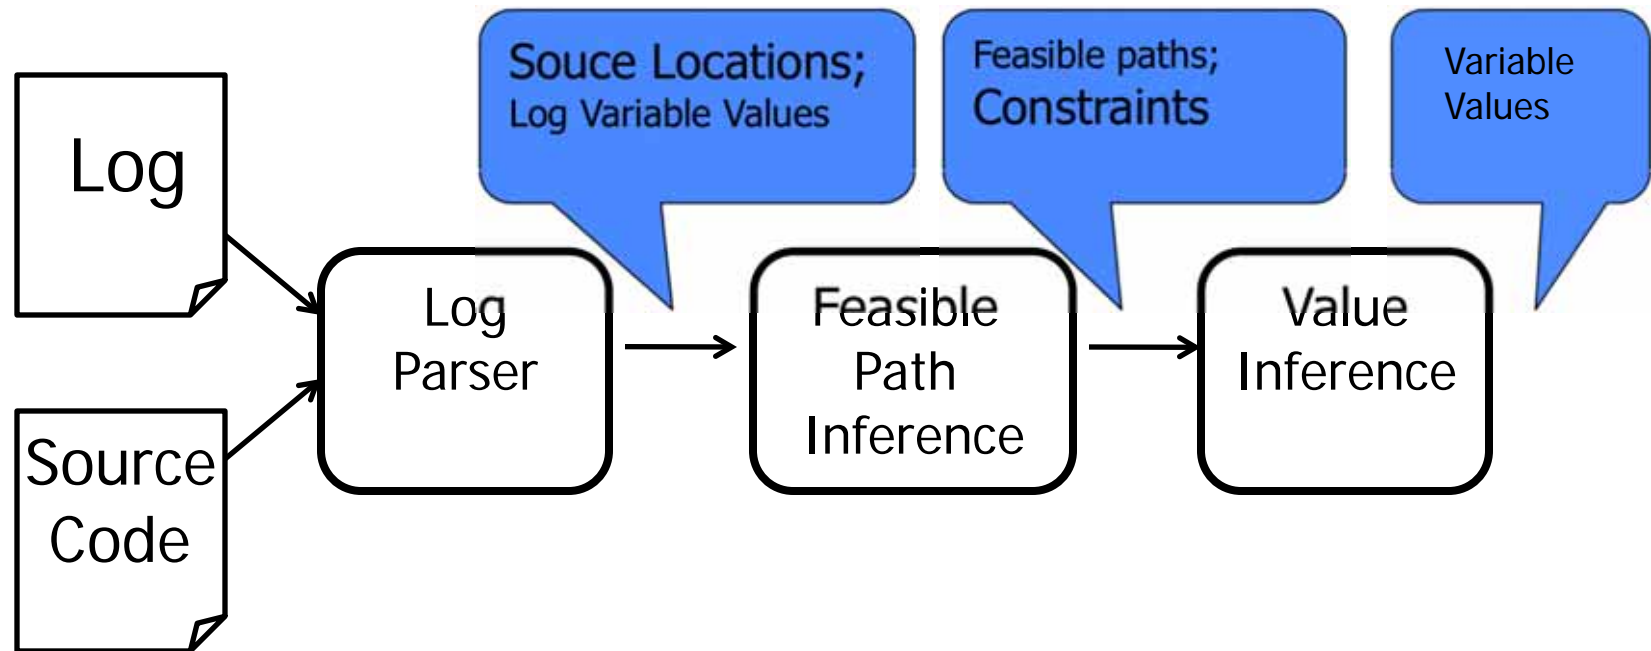 Souce Locations;
Log Variable Values
Feasible paths;
Constraints
Variable
Values
Log
Source
Code
Log
Parser
Feasible
Path
Inference
Value
Inference